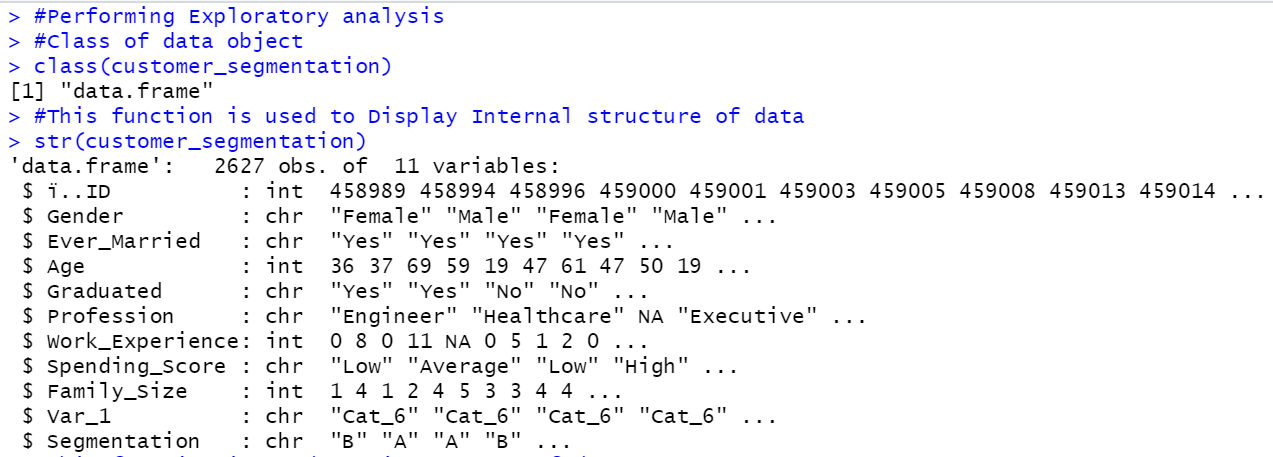 > #Performing Exploratory analysis
> #Class of data object
> class(customer_segmentation)
[1] "data.frame"
> #This function is used to Display Internal structure of data
> str(customer_segmentation)
'data.frame':   2627 obs. of  11 variables:
 $ ï..ID          : int  458989 458994 458996 459000 459001 459003 459005 459008 459013 459014 ...
 $ Gender         : chr  "Female" "Male" "Female" "Male" ...
 $ Ever_Married   : chr  "Yes" "Yes" "Yes" "Yes" ...
 $ Age            : int  36 37 69 59 19 47 61 47 50 19 ...
 $ Graduated      : chr  "Yes" "Yes" "No" "No" ...
 $ Profession     : chr  "Engineer" "Healthcare" NA "Executive" ...
 $ Work_Experience: int  0 8 0 11 NA 0 5 1 2 0 ...
 $ Spending_Score : chr  "Low" "Average" "Low" "High" ...
 $ Family_Size    : int  1 4 1 2 4 5 3 3 4 4 ...
 $ Var_1          : chr  "Cat_6" "Cat_6" "Cat_6" "Cat_6" ...
 $ Segmentation   : chr  "B" "A" "A" "B" ...